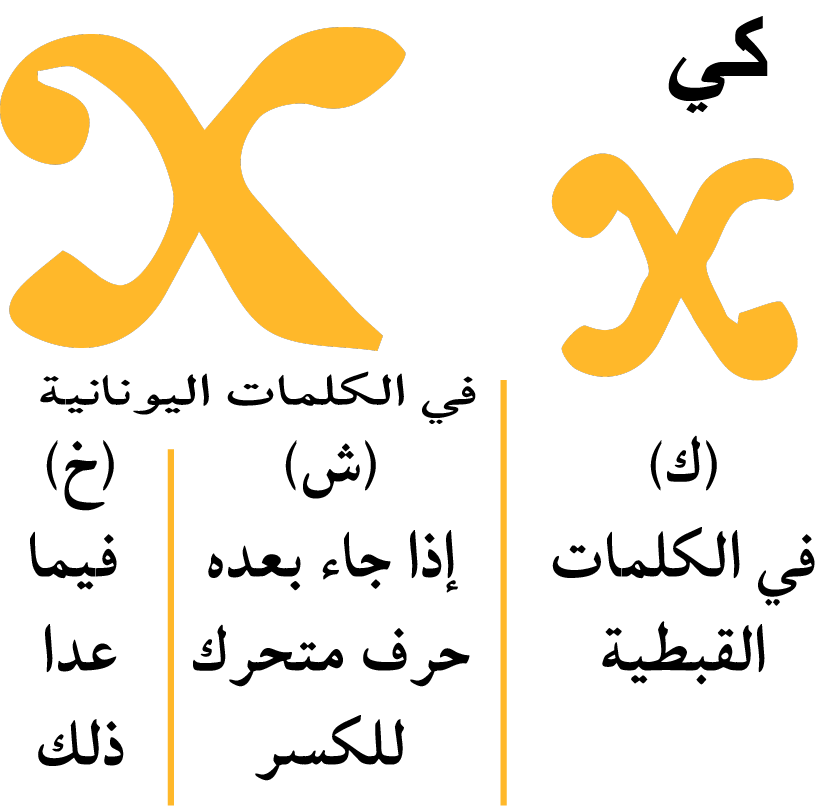 كي
Ⲭ ⲭ
في الكلمات اليونانية
(ك)
في الكلمات
القبطية
(ش)
إذا جاء بعده
حرف متحرك
للكسر
(خ)
فيما
عدا
ذلك